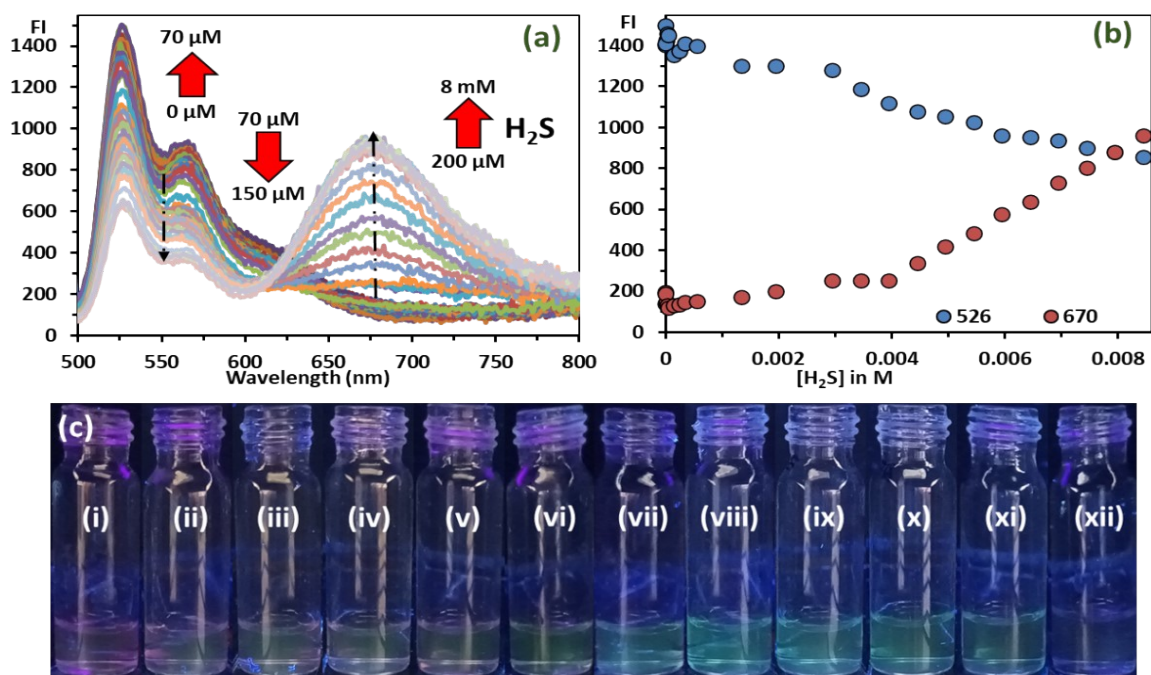 FI
1400
1200
1000
800
600
400
200
0
500 550 600 650 700 750 800
Wavelength (nm)
(a)
70 µM
0 µM
70 µM
150 µM
8 mM
200 µM
H₂S
FI
1400
1200
1000
800
600
400
200
0
0 0.002 0.004 0.006 0.008
[H₂S] in M
(b)
526 670
(c)
(i) (ii) (iii) (iv) (v) (vi) (vii) (viii) (ix) (x) (xi) (xii)